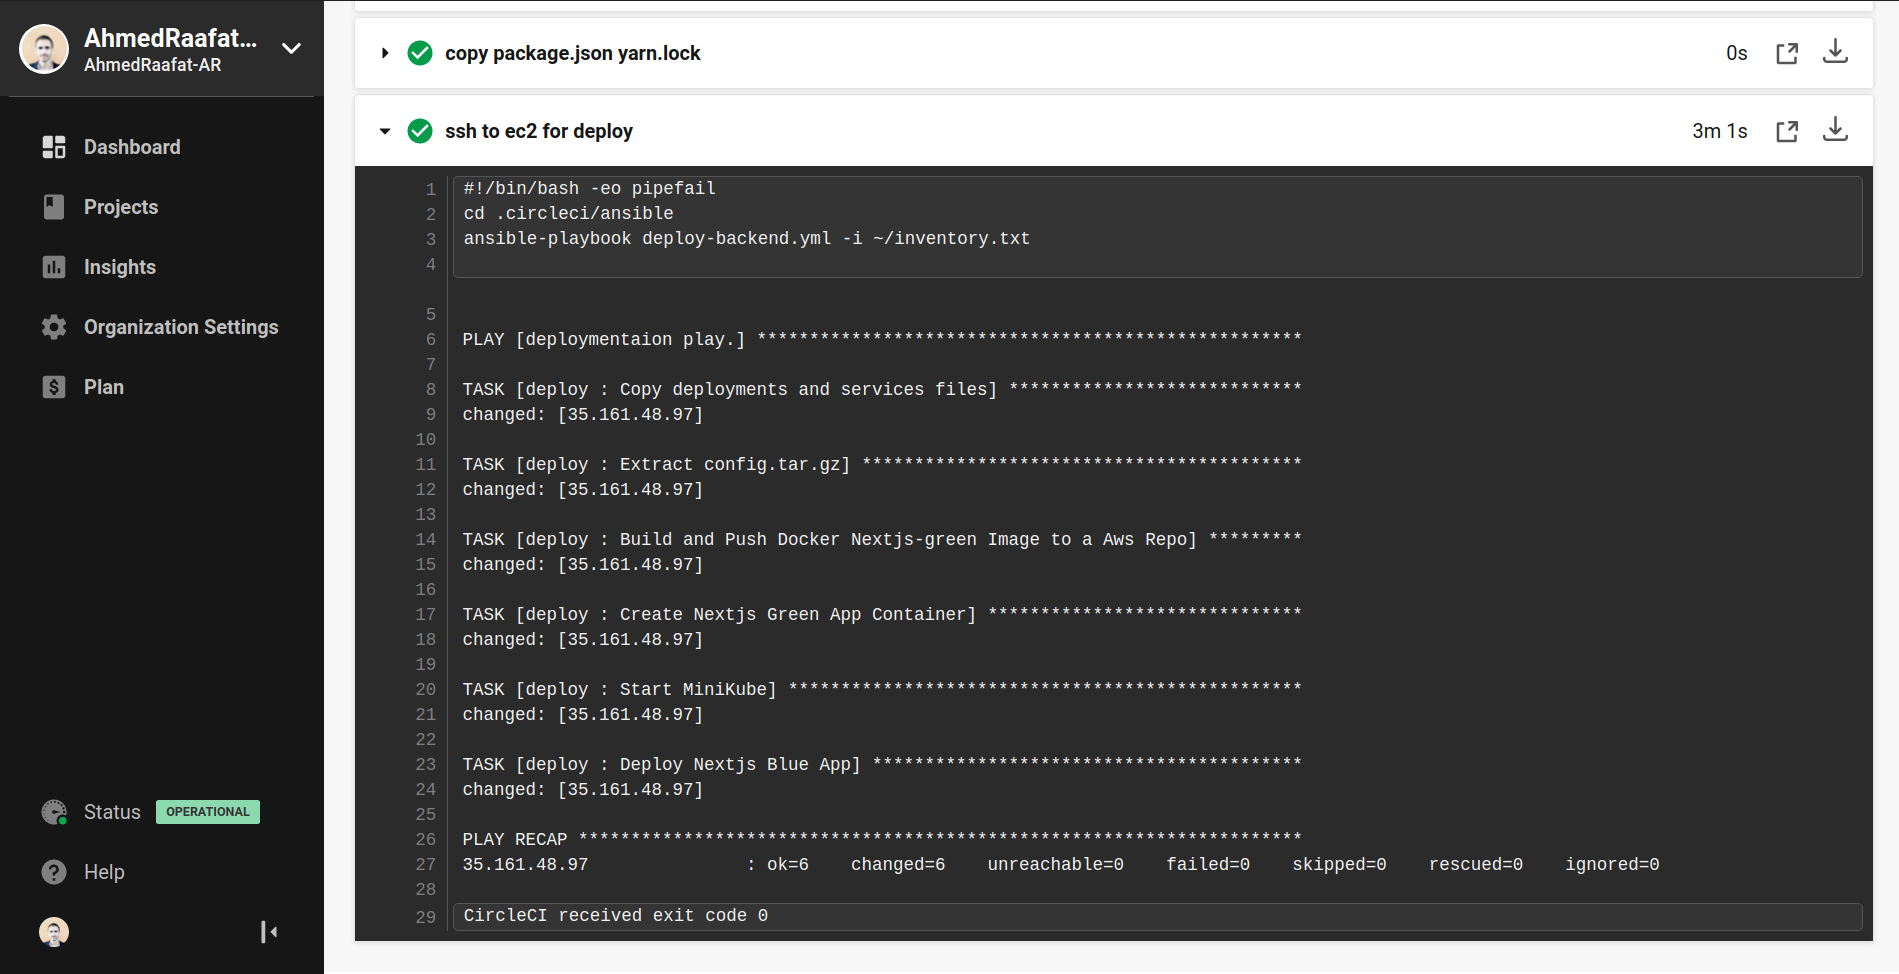 AhmedRaafat...
AhmedRaafat-AR
Dashboard
Projects
Insights
Organization Settings
Plan
Status OPERATIONAL
Help
copy package.json yarn.lock 0s
ssh to ec2 for deploy 3m 1s
1 #!/bin/bash -eo pipefail
2 cd .circleci/ansible
3 ansible-playbook deploy-backend.yml -i ~/inventory.txt
4
5
6 PLAY [deploymentaion play.] ****************************************************
7
8 TASK [deploy : Copy deployments and services files] ****************************
9 changed: [35.161.48.97]
10
11 TASK [deploy : Extract config.tar.gz] ******************************************
12 changed: [35.161.48.97]
13
14 TASK [deploy : Build and Push Docker Nextjs-green Image to a Aws Repo] *********
15 changed: [35.161.48.97]
16
17 TASK [deploy : Create Nextjs Green App Container] ******************************
18 changed: [35.161.48.97]
19
20 TASK [deploy : Start MiniKube] *************************************************
21 changed: [35.161.48.97]
22
23 TASK [deploy : Deploy Nextjs Blue App] *****************************************
24 changed: [35.161.48.97]
25
26 PLAY RECAP *********************************************************************
27 35.161.48.97 : ok=6 changed=6 unreachable=0 failed=0 skipped=0 rescued=0 ignored=0
28
29 CircleCI received exit code 0